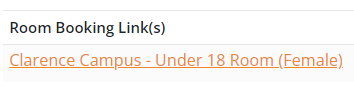 Room Booking Link(s)
Clarence Campus - Under 18 Room (Female)